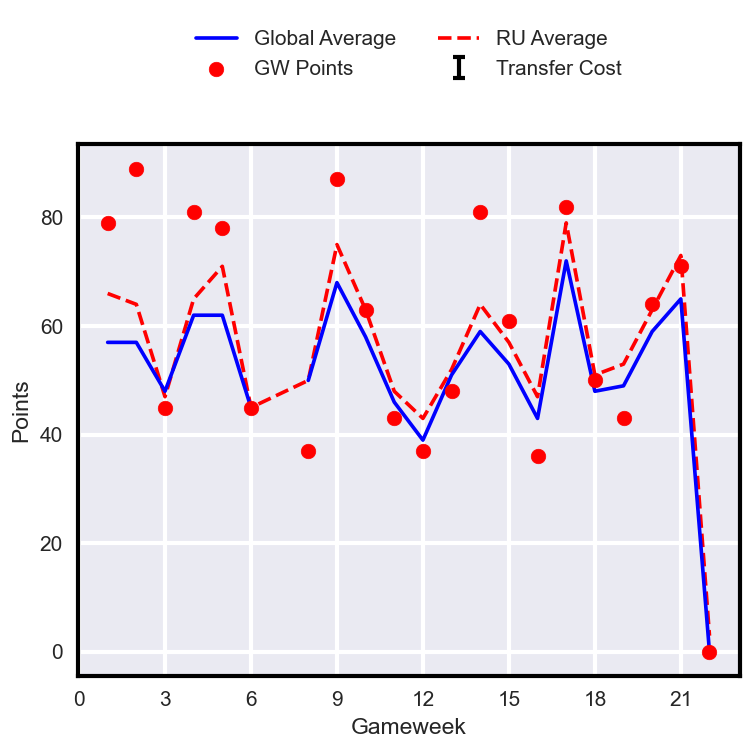 Global Average
RU Average
GW Points
Transfer Cost
80
60
40
20
0
Points
0 3 6 9 12 15 18 21
Gameweek